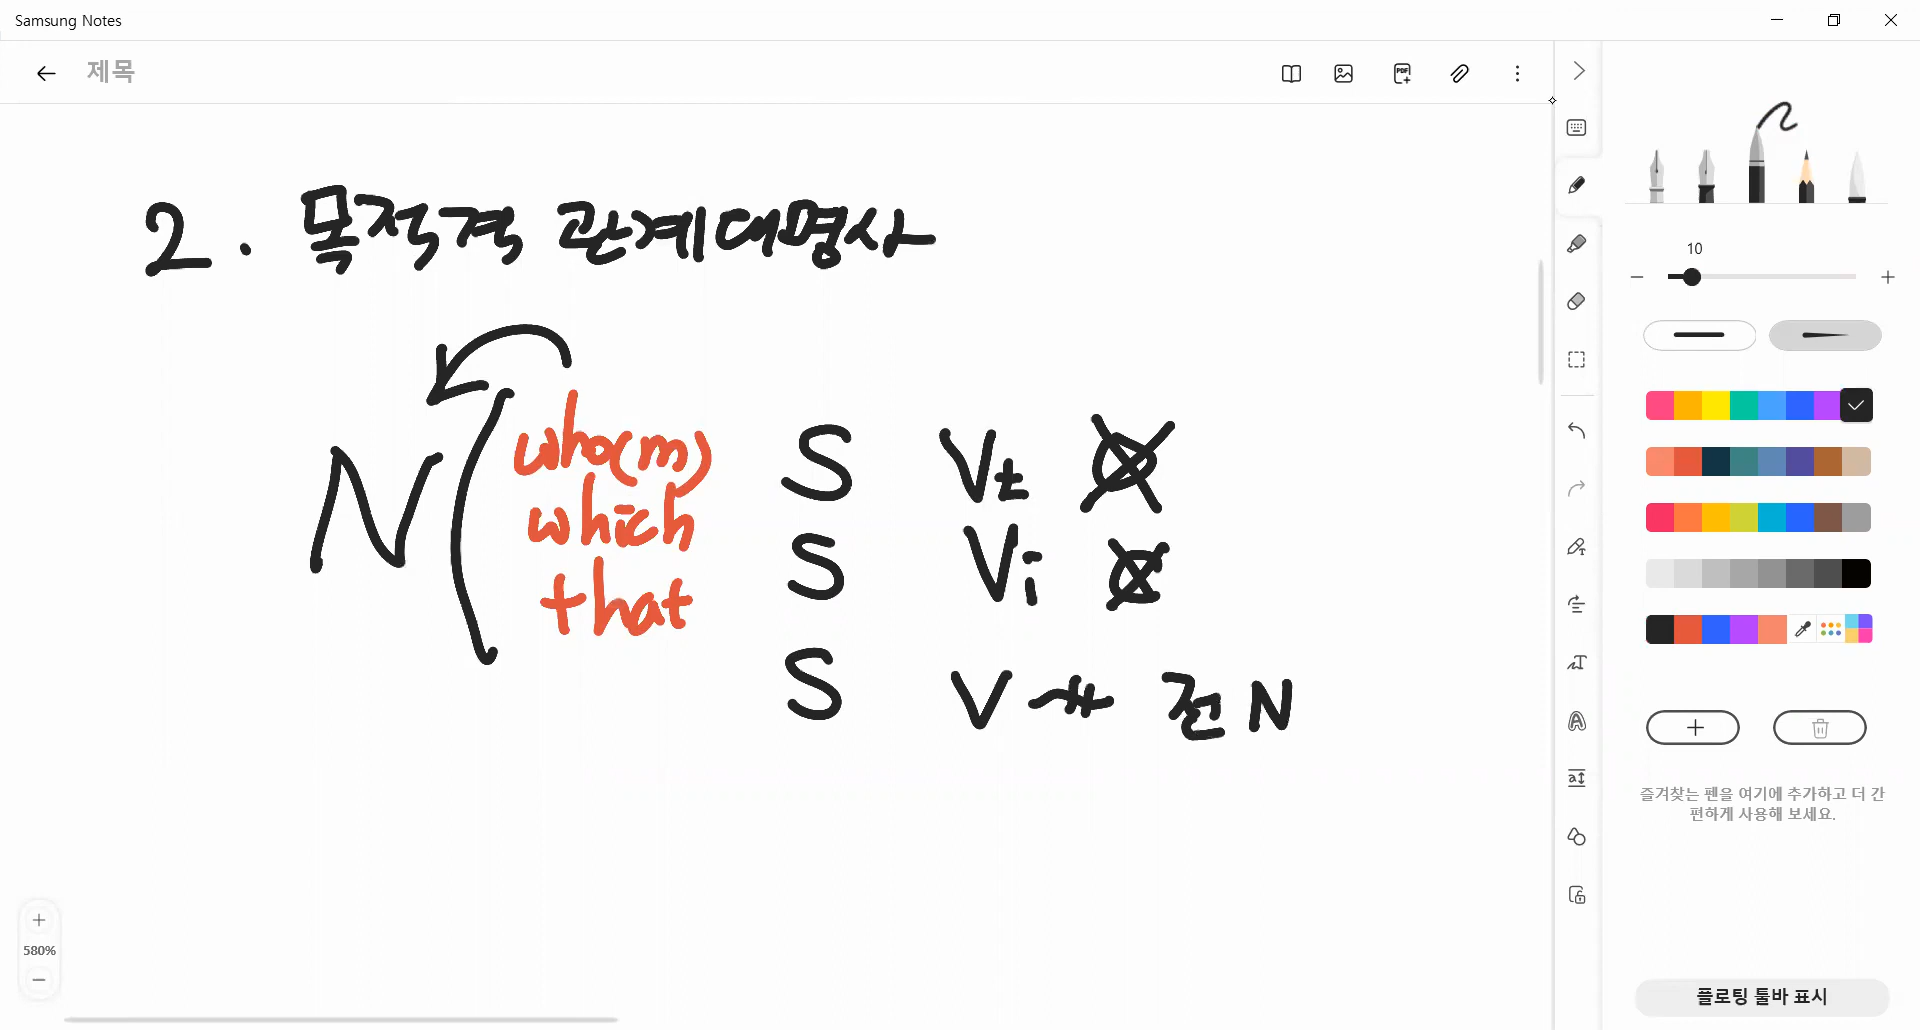 Samsung Notes
제목
2. 목적격 관계대명사
N
who(m)
which
that
S Vt
S Vi
S V 전 N
10
즐겨찾는 펜을 여기에 추가하고 더 간
편하게 사용해 보세요.
580%
플로팅 툴바 표시